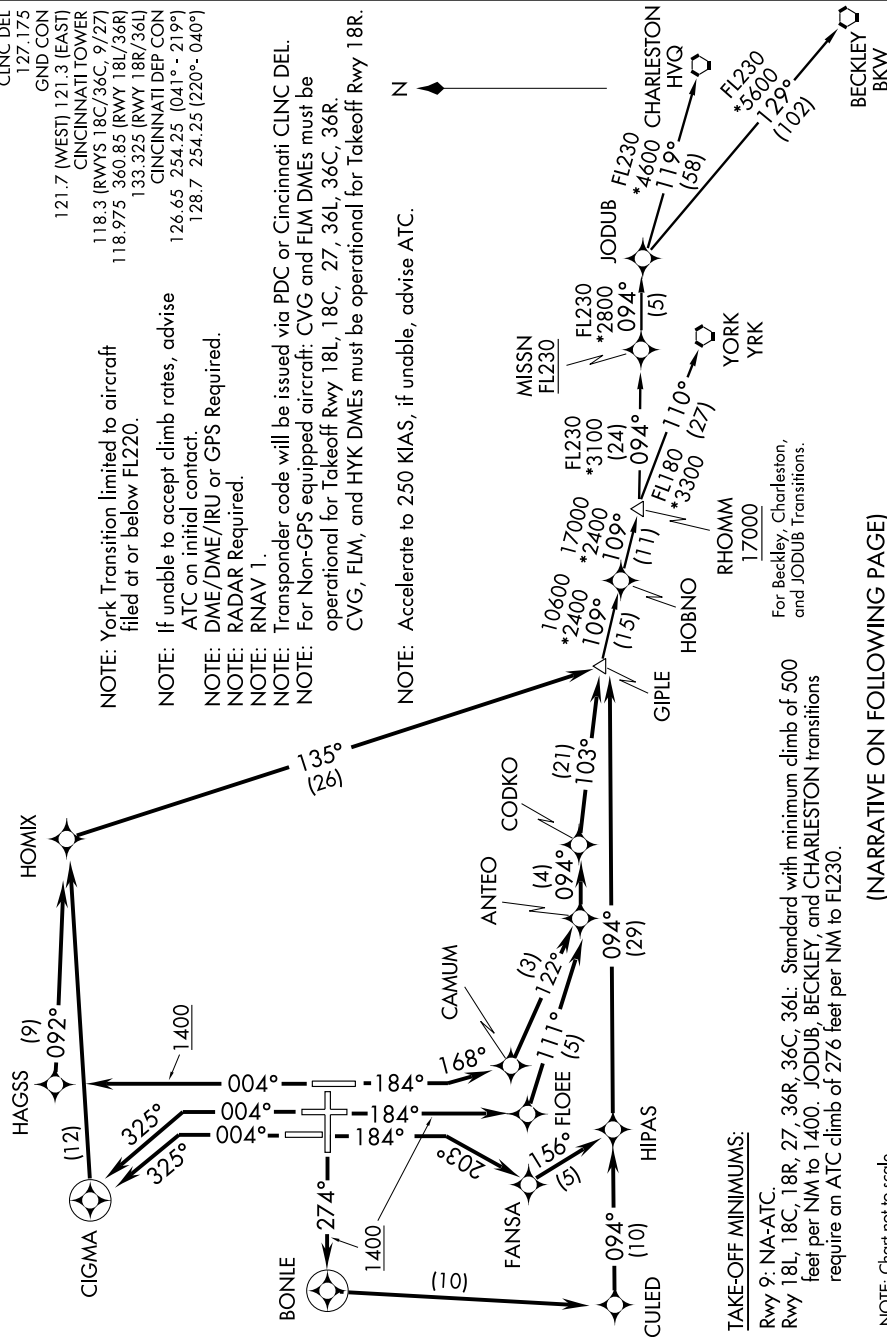 CLNC DEL
127.175
GND CON
121.7 (WEST) 121.3 (EAST)
CINCINNATI TOWER
118.3 (RWYS 18C/36C, 9/27)
118.975 360.85 (RWY 18L/36R)
133.325 (RWY 18R/36L)
CINCINNATI DEP CON
126.65 254.25 (041° - 219°)
128.7 254.25 (220°- 040°)
NOTE: York Transition limited to aircraft
filed at or below FL220.
NOTE: If unable to accept climb rates, advise
ATC on initial contact.
NOTE: DME/DME/IRU or GPS Required.
NOTE: RADAR Required.
NOTE: RNAV 1.
NOTE: Transponder code will be issued via PDC or Cincinnati CLNC DEL.
NOTE: For Non-GPS equipped aircraft: CVG and FLM DMEs must be
operational for Takeoff Rwy 18L, 18C, 27, 36L, 36C, 36R.
CVG, FLM, and HYK DMEs must be operational for Takeoff Rwy 18R.
NOTE: Accelerate to 250 KIAS, if unable, advise ATC.
N
HAGSS
(9)
092°
HOMIX
(12)
CIGMA
325°
325°
004°
004°
004°
1400
135°
(26)
BONLE
274°
1400
(10)
184°
184°
184°
168°
203°
CAMUM
(3)
122°
FLOEE
111°
(5)
FANSA
156°
(5)
ANTEO
(4)
094°
CODKO
(21)
103°
CULED
094°
(10)
HIPAS
094°
(29)
GIPLE
10600
*2400
109°
(15)
HOBNO
17000
*2400
109°
(11)
RHOMM
17000
For Beckley, Charleston,
and JODUB Transitions.
FL180
*3300
110°
(27)
YORK
YRK
FL230
*3100
(24)
094°
MISSN
FL230
FL230
*2800
094°
(5)
JODUB
FL230
*4600
119°
(58)
CHARLESTON
HVQ
FL230
*5600
129°
(102)
BECKLEY
BKW
TAKE-OFF MINIMUMS:
Rwy 9: NA-ATC.
Rwy 18L, 18C, 18R, 27, 36R, 36C, 36L: Standard with minimum climb of 500
feet per NM to 1400. JODUB, BECKLEY, and CHARLESTON transitions
require an ATC climb of 276 feet per NM to FL230.
(NARRATIVE ON FOLLOWING PAGE)
NOTE: Chart not to scale